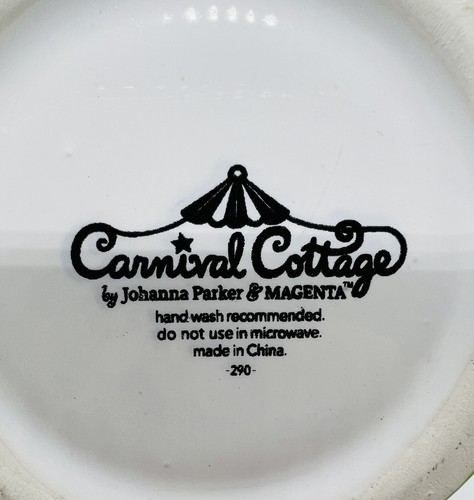 Carnival Cottage
by Johanna Parker & MAGENTA™
hand wash recommended.
do not use in microwave.
made in China.
-290-